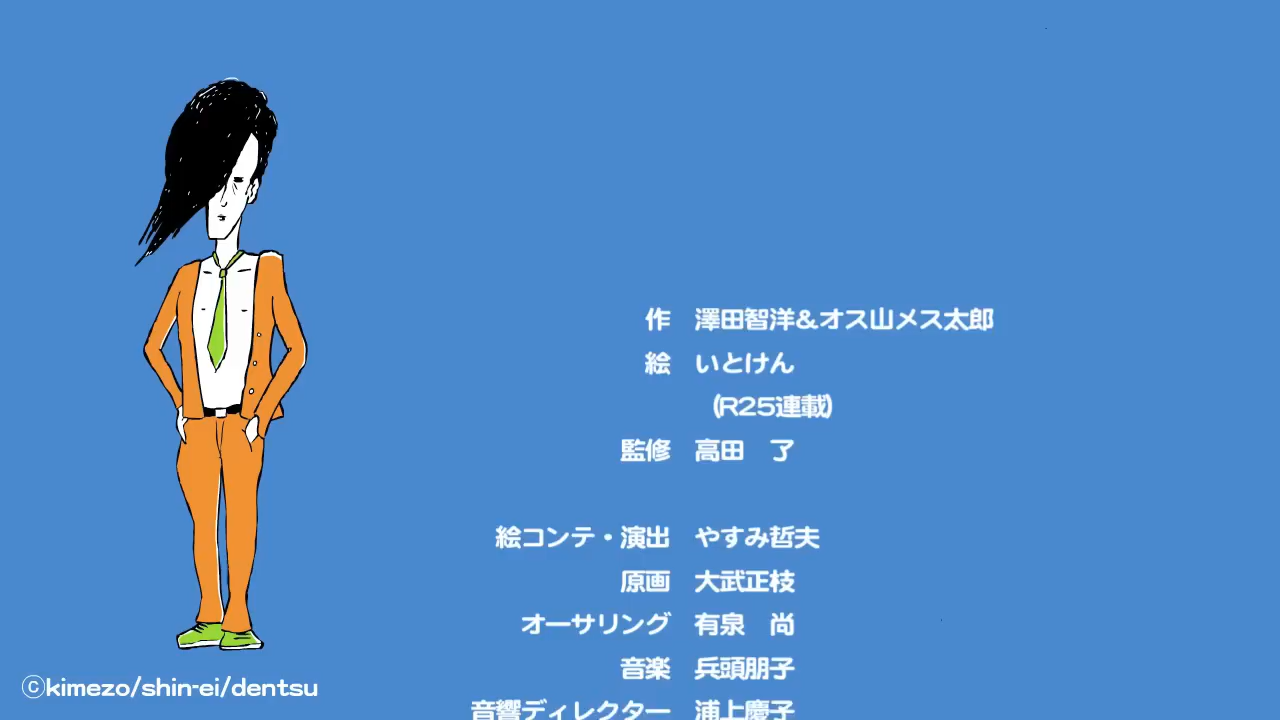 作 澤田智洋&オス山メス太郎
絵 いとけん
(R25連載)
監修 高田 了
絵コンテ・演出 やすみ哲夫
原画 大武正枝
オーサリング 有泉 尚
音楽 兵頭朋子
音響ディレクター 浦上慶子
©kimezo/shin-ei/dentsu